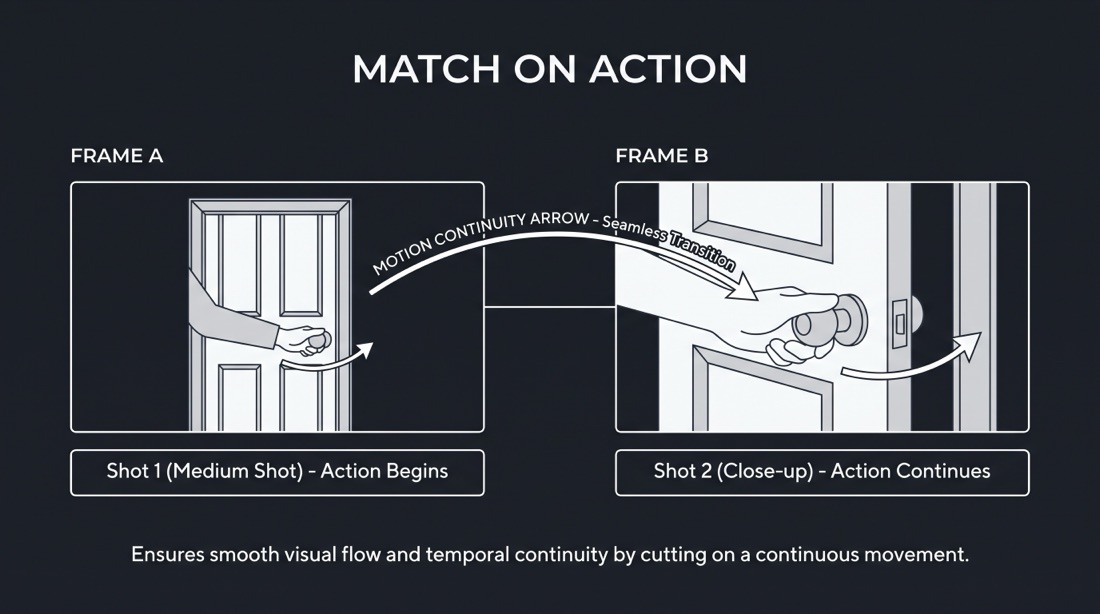 MATCH ON ACTION
FRAME A
FRAME B
MOTION CONTINUITY ARROW - Seamless Transition
Shot 1 (Medium Shot) - Action Begins
Shot 2 (Close-up) - Action Continues
Ensures smooth visual flow and temporal continuity by cutting on a continuous movement.